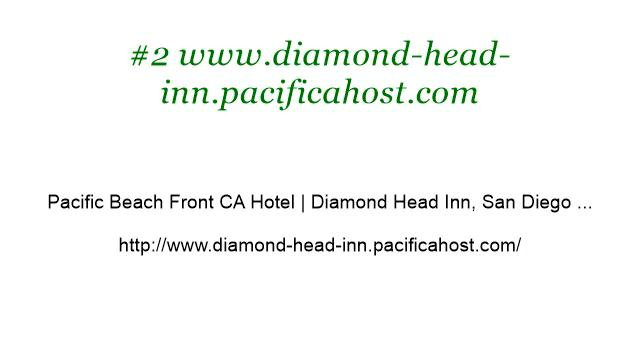 #2 www.diamond-head-
inn.pacificahost.com
Pacific Beach Front CA Hotel | Diamond Head Inn, San Diego ...
http://www.diamond-head-inn.pacificahost.com/